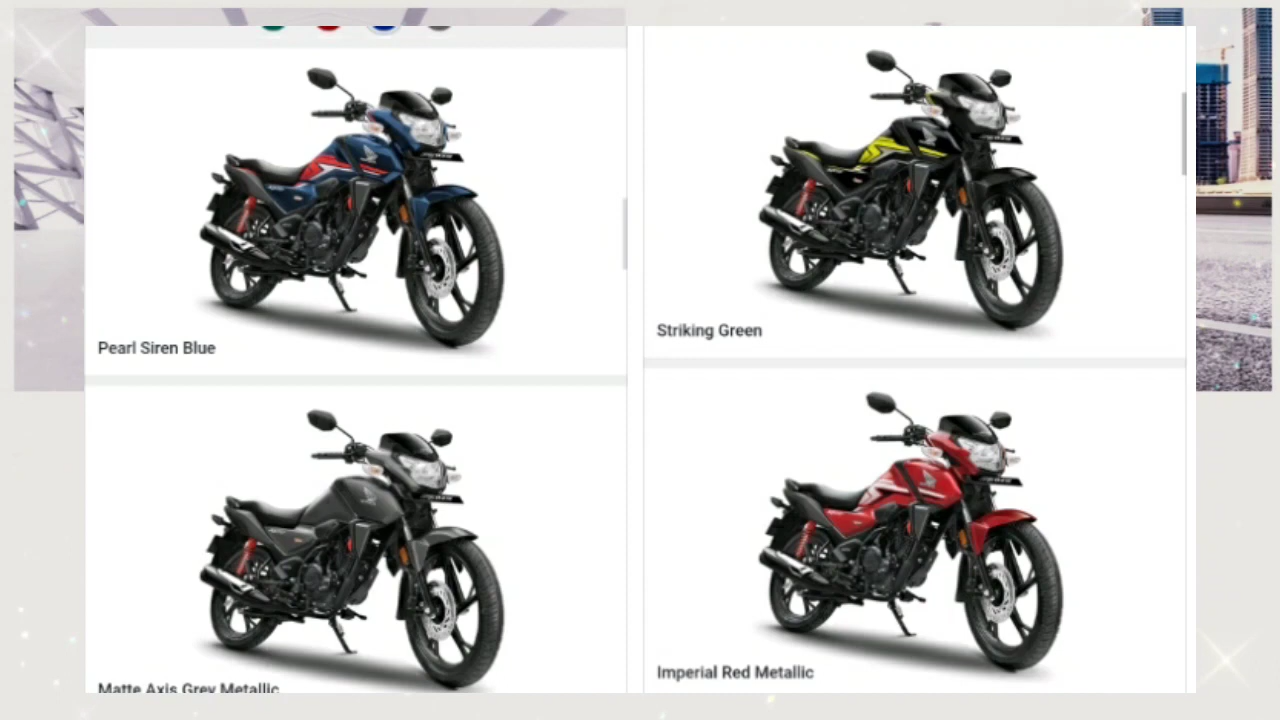 Pearl Siren Blue
Striking Green
Matte Axis Grey Metallic
Imperial Red Metallic